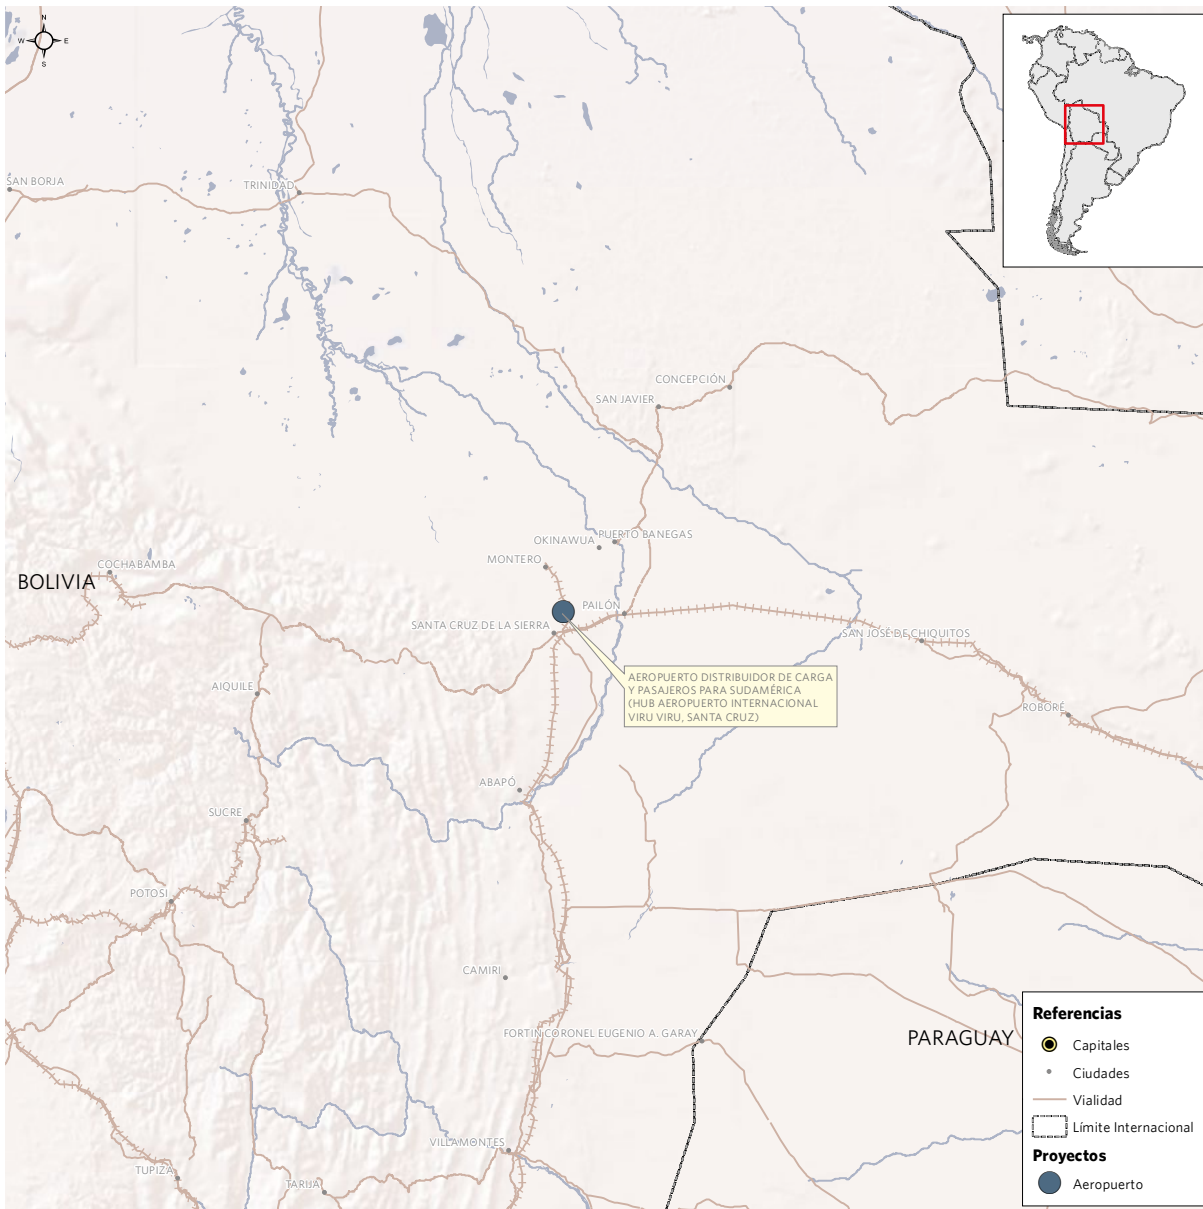 N
W
E
S
SAN BORJA
TRINIDAD
CONCEPCIÓN
SAN JAVIER
PUERTO BANEGAS
OKINAWUA
MONTERO
COCHABAMBA
BOLIVIA
PAILÓN
SANTA CRUZ DE LA SIERRA
SAN JOSÉ DE CHIQUITOS
AEROPUERTO DISTRIBUIDOR DE CARGA
Y PASAJEROS PARA SUDAMÉRICA
(HUB AEROPUERTO INTERNACIONAL
VIRU VIRU, SANTA CRUZ)
AIQUILE
ROBORÉ
ABAPÓ
SUCRE
POTOSI
CAMIRI
FORTIN CORONEL EUGENIO A. GARAY
PARAGUAY
VILLAMONTES
TUPIZA
TARIJA
Referencias
Capitales
Ciudades
Vialidad
Límite Internacional
Proyectos
Aeropuerto